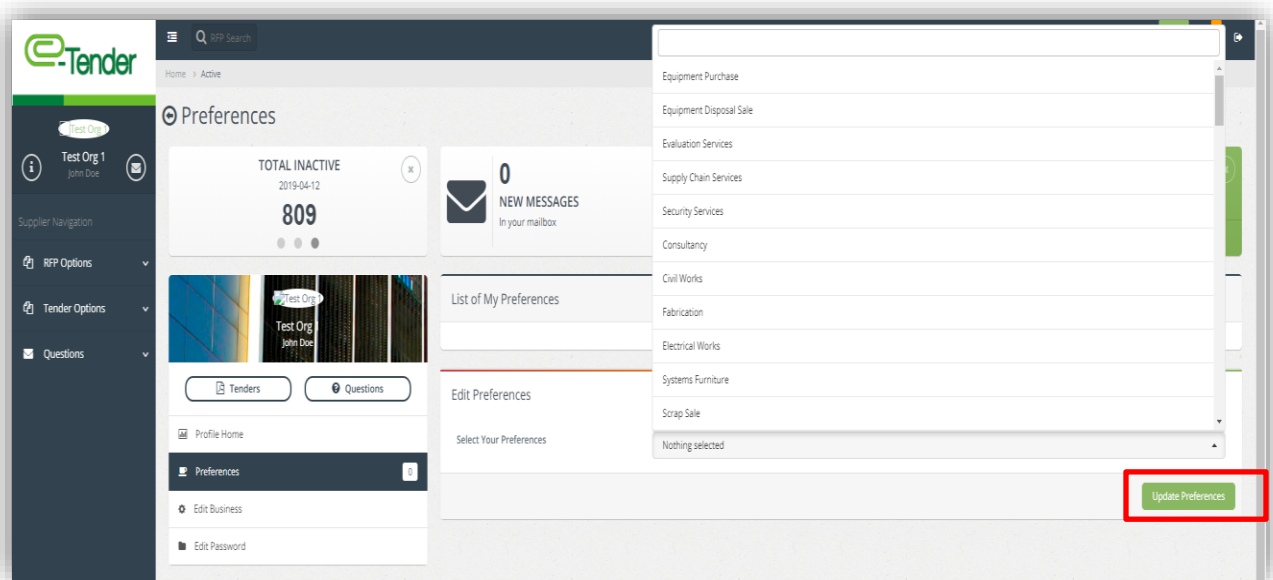 e-Tender
RFP Search
Home > Active
Test Org 1
Test Org 1
John Doe
Supplier Navigation
RFP Options
Tender Options
Questions
Preferences
TOTAL INACTIVE
2019-04-12
809
0
NEW MESSAGES
In your mailbox
Test Org 1
Test Org 1
John Doe
Tenders
Questions
Profile Home
Preferences
0
Edit Business
Edit Password
List of My Preferences
Edit Preferences
Select Your Preferences
Equipment Purchase
Equipment Disposal Sale
Evaluation Services
Supply Chain Services
Security Services
Consultancy
Civil Works
Fabrication
Electrical Works
Systems Furniture
Scrap Sale
Nothing selected
Update Preferences